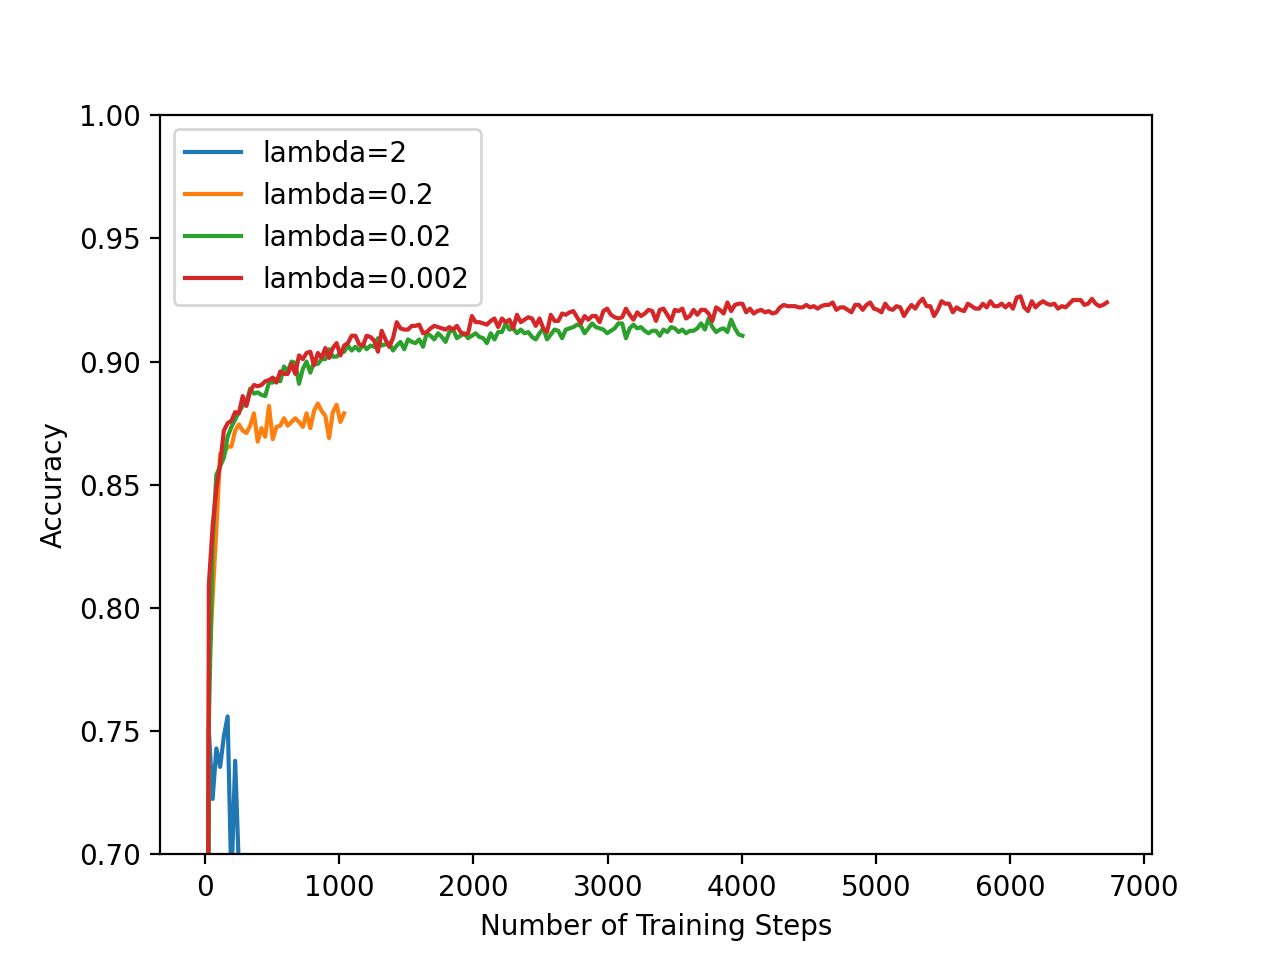 1.00
0.95
0.90
0.85
0.80
0.75
0.70
Accuracy
lambda=2
lambda=0.2
lambda=0.02
lambda=0.002
0 1000 2000 3000 4000 5000 6000 7000
Number of Training Steps